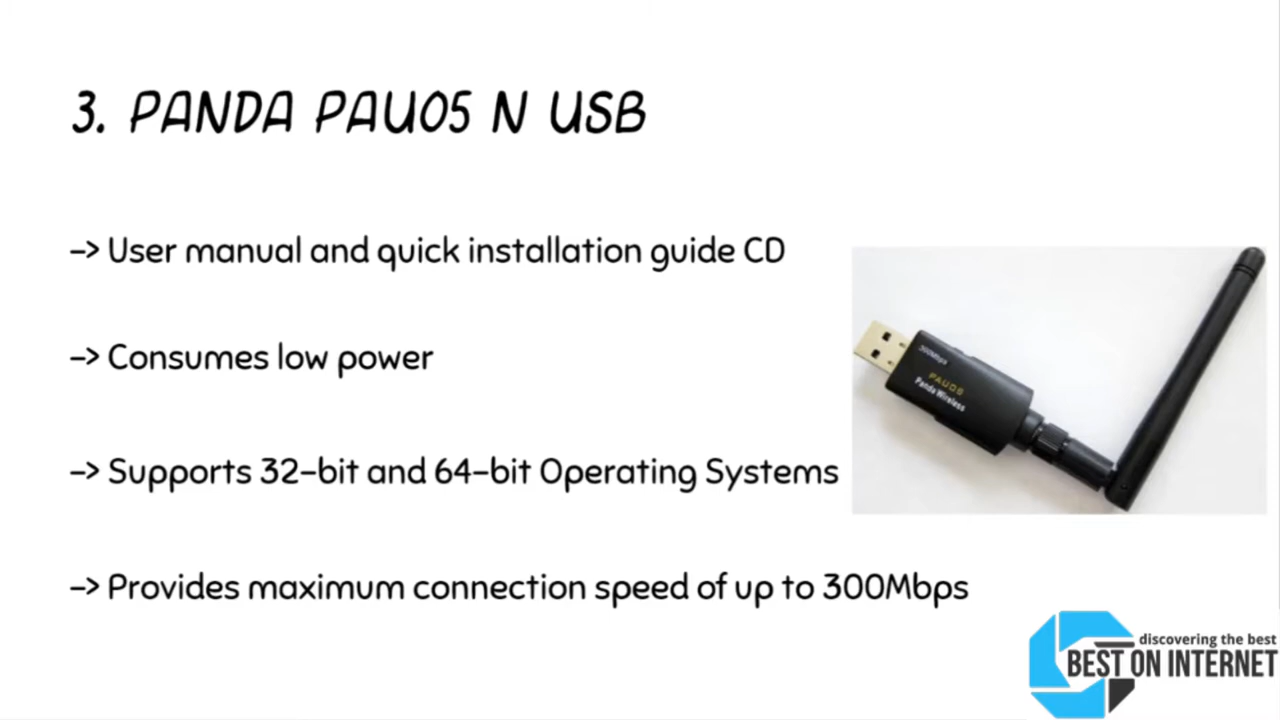 3. PANDA PAU05 N USB
-> User manual and quick installation guide CD
-> Consumes low power
-> Supports 32-bit and 64-bit Operating Systems
-> Provides maximum connection speed of up to 300Mbps
300Mbps
PAU06
Panda Wireless
discovering the best
BEST ON INTERNET